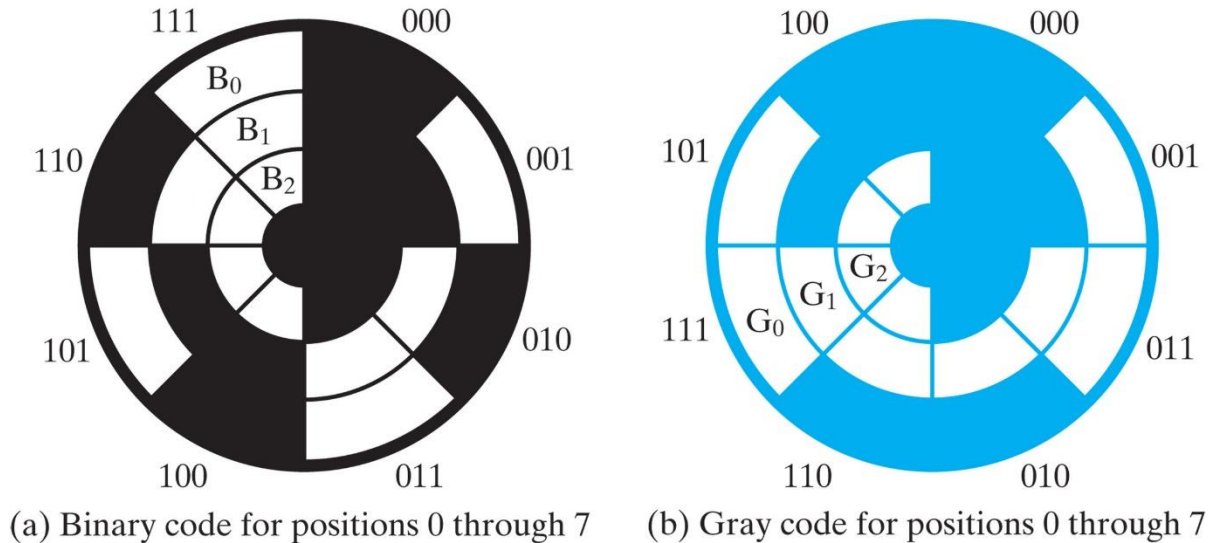 111
000
B₀
B₁
B₂
110
001
101
010
100
011
(a) Binary code for positions 0 through 7
100
000
101
001
G₂
G₁
G₀
111
011
110
010
(b) Gray code for positions 0 through 7